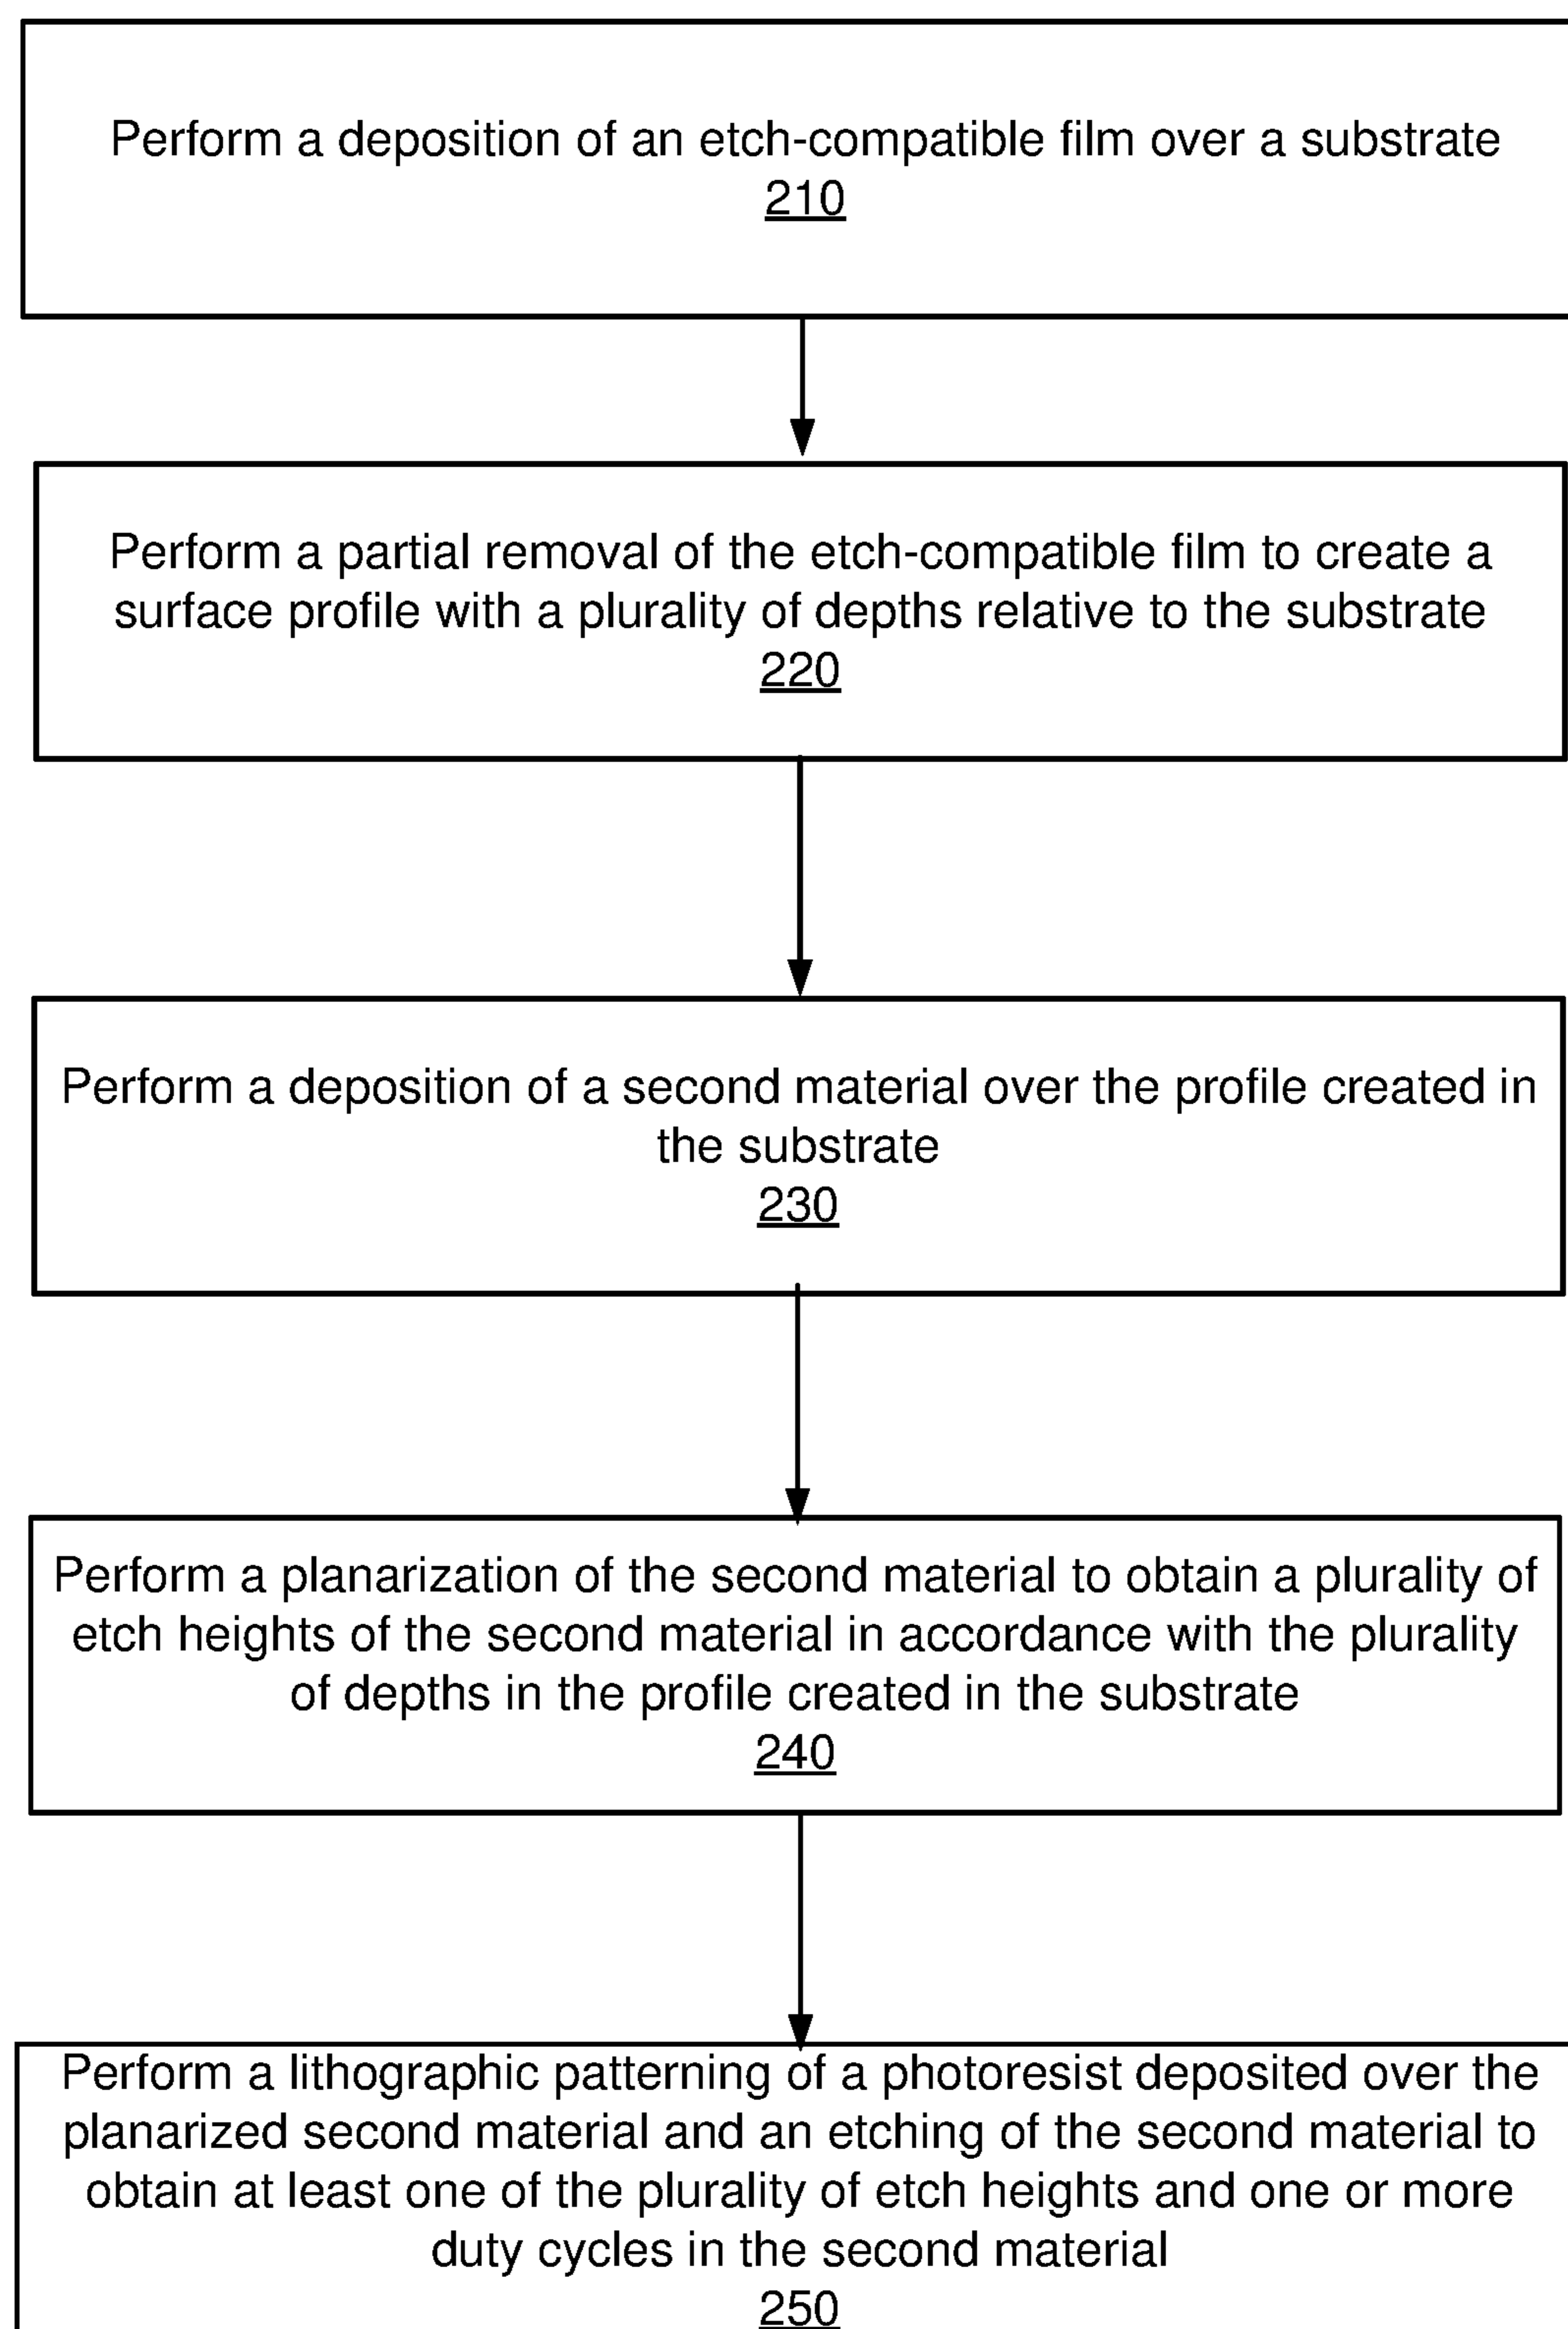 Perform a deposition of an etch-compatible film over a substrate
210
Perform a partial removal of the etch-compatible film to create a
surface profile with a plurality of depths relative to the substrate
220
Perform a deposition of a second material over the profile created in
the substrate
230
Perform a planarization of the second material to obtain a plurality of
etch heights of the second material in accordance with the plurality
of depths in the profile created in the substrate
240
Perform a lithographic patterning of a photoresist deposited over the
planarized second material and an etching of the second material to
obtain at least one of the plurality of etch heights and one or more
duty cycles in the second material
250